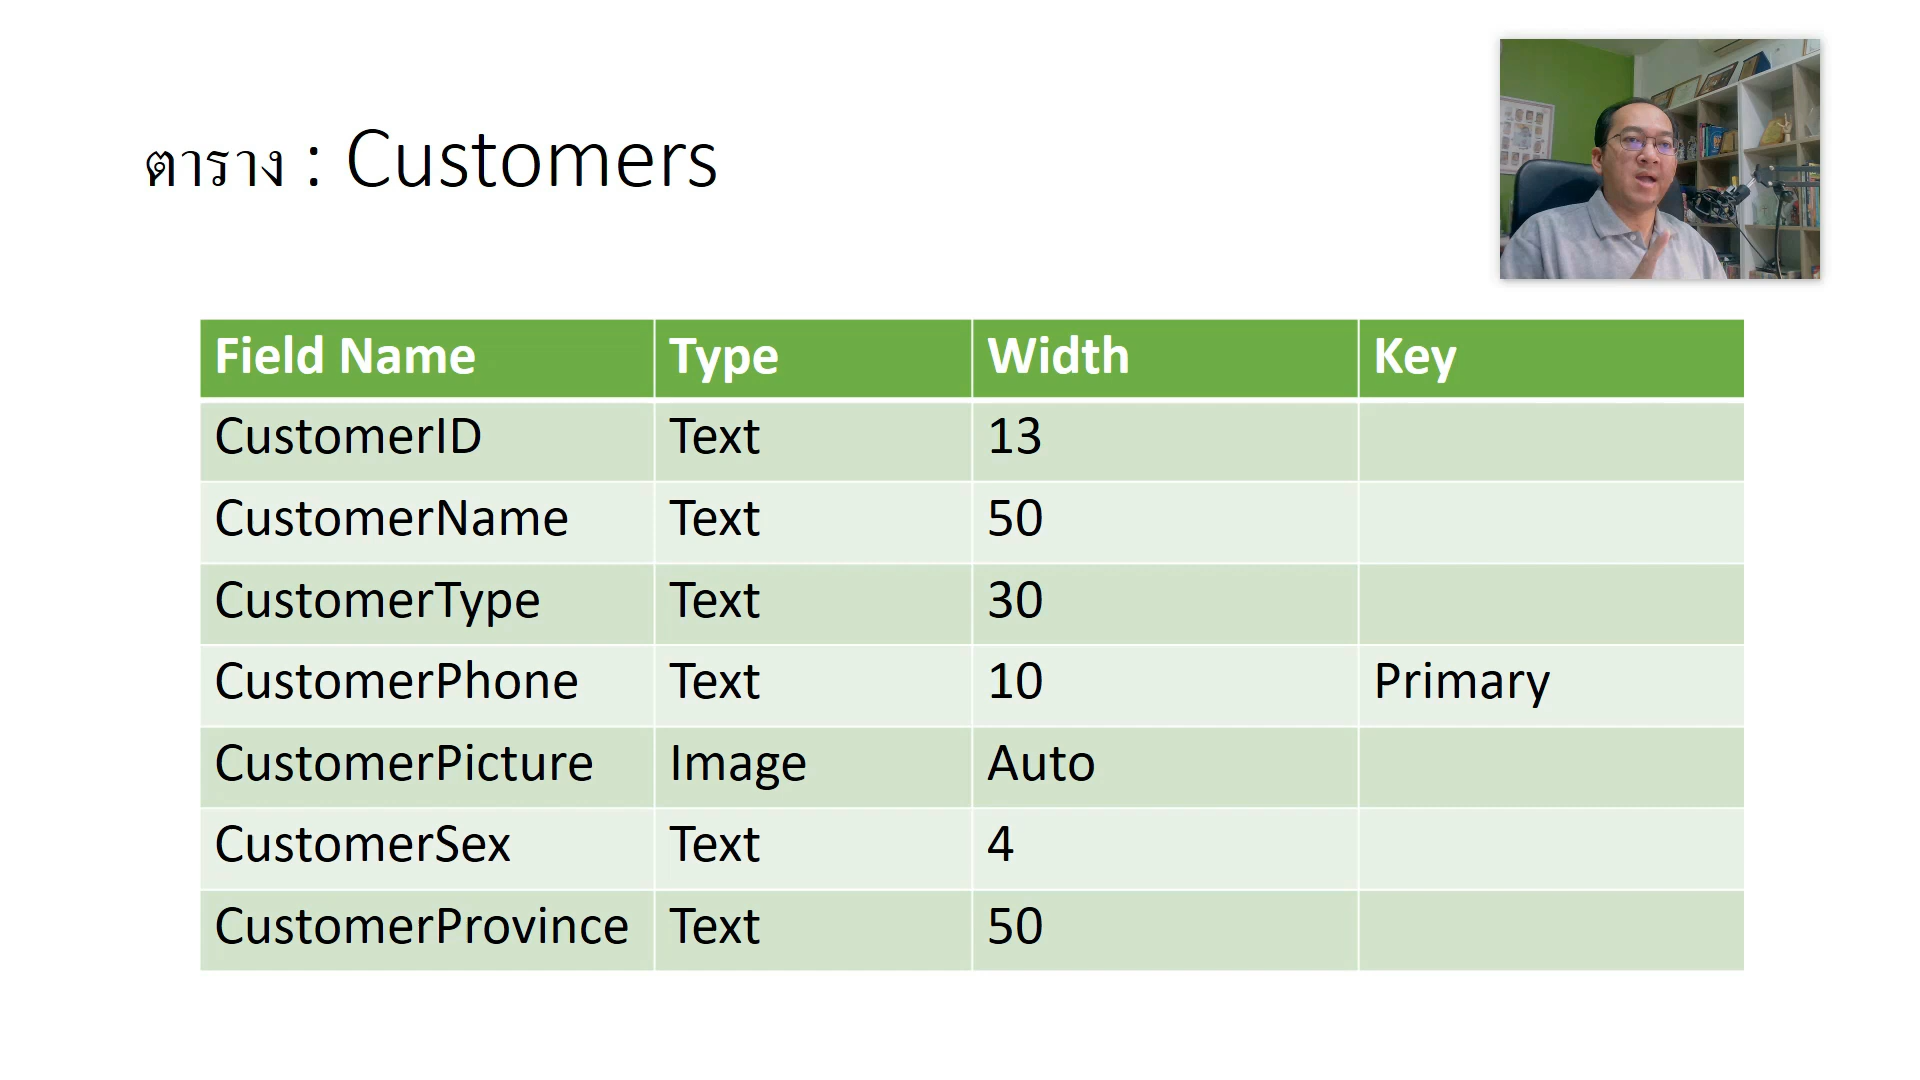 ตาราง : Customers
Field Name Type Width Key
CustomerID Text 13
CustomerName Text 50
CustomerType Text 30
CustomerPhone Text 10 Primary
CustomerPicture Image Auto
CustomerSex Text 4
CustomerProvince Text 50